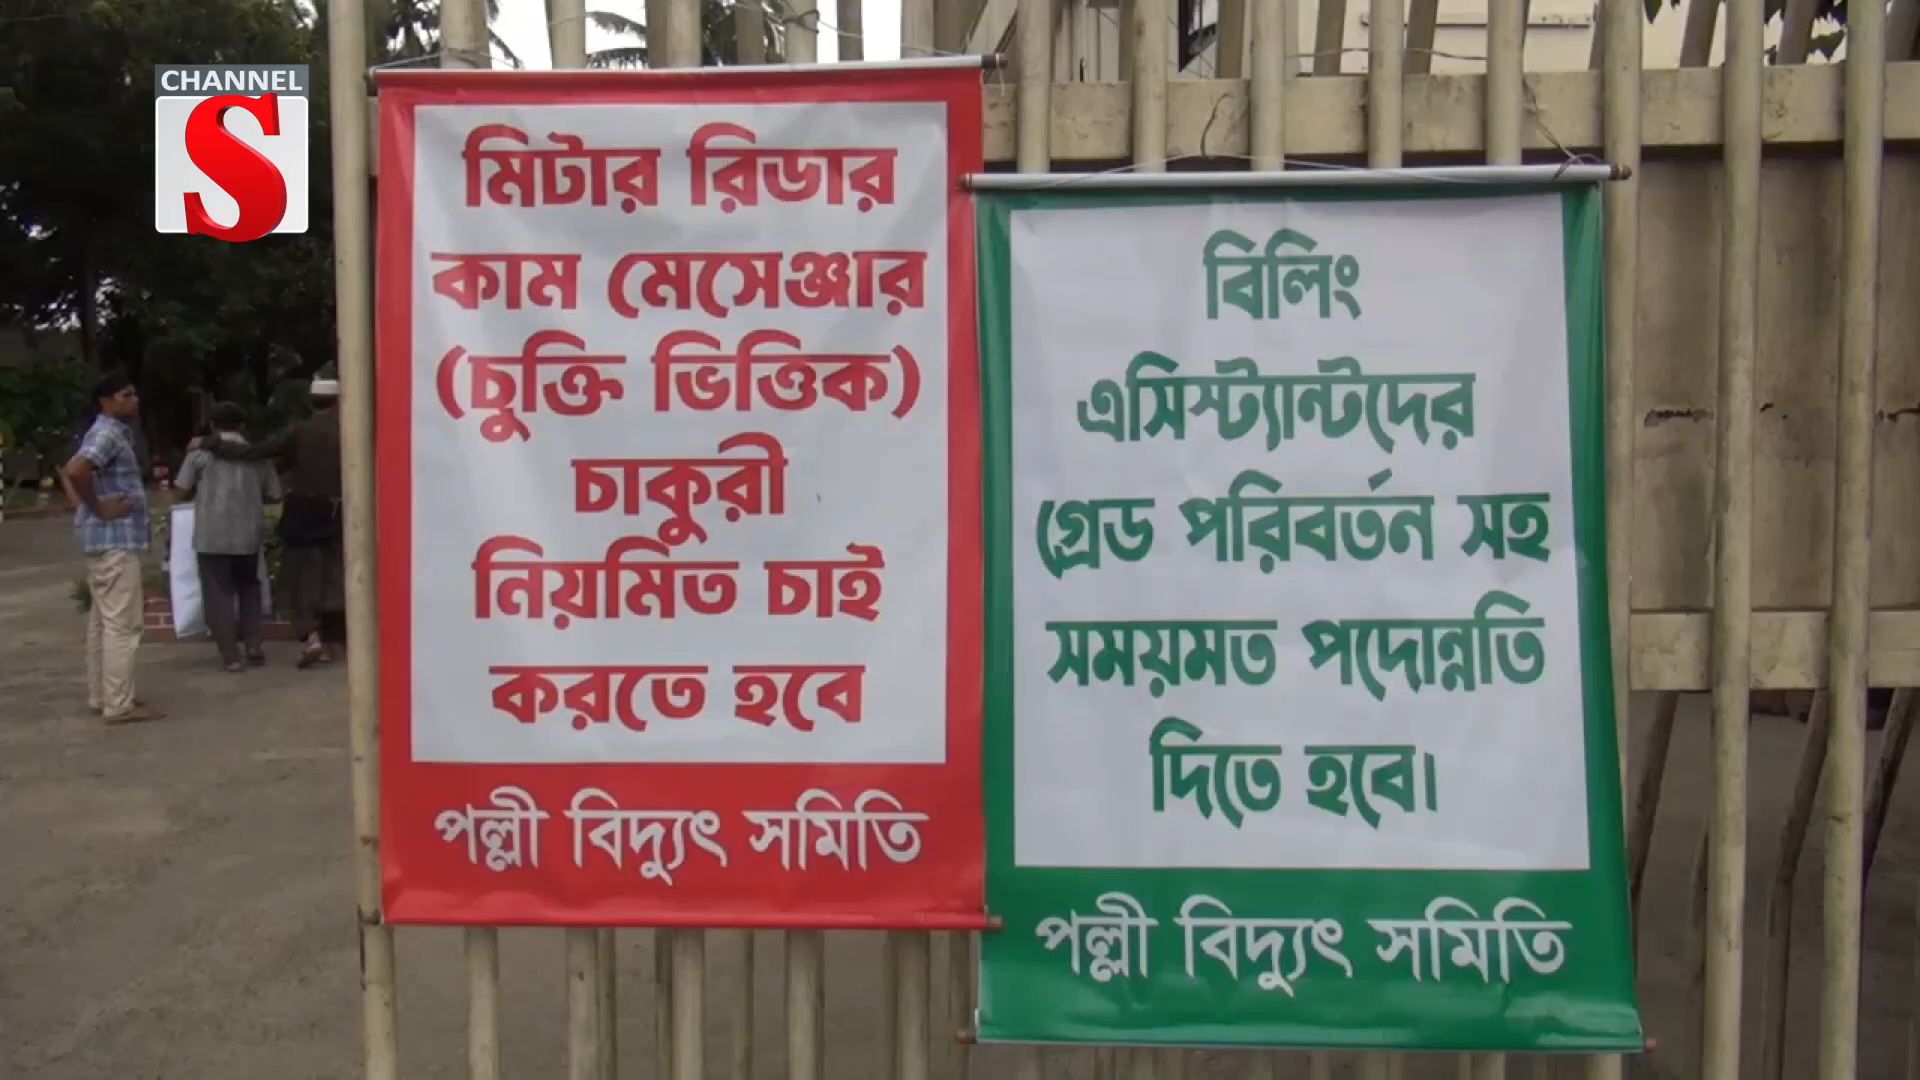 CHANNEL
S
মিটার রিডার
কাম মেসেঞ্জার
(চুক্তি ভিত্তিক)
চাকুরী
নিয়মিত চাই
করতে হবে
পল্লী বিদ্যুৎ সমিতি
বিলিং
এসিস্ট্যান্টদের
গ্রেড পরিবর্তন সহ
সময়মত পদোন্নতি
দিতে হবে।
পল্লী বিদ্যুৎ সমিতি